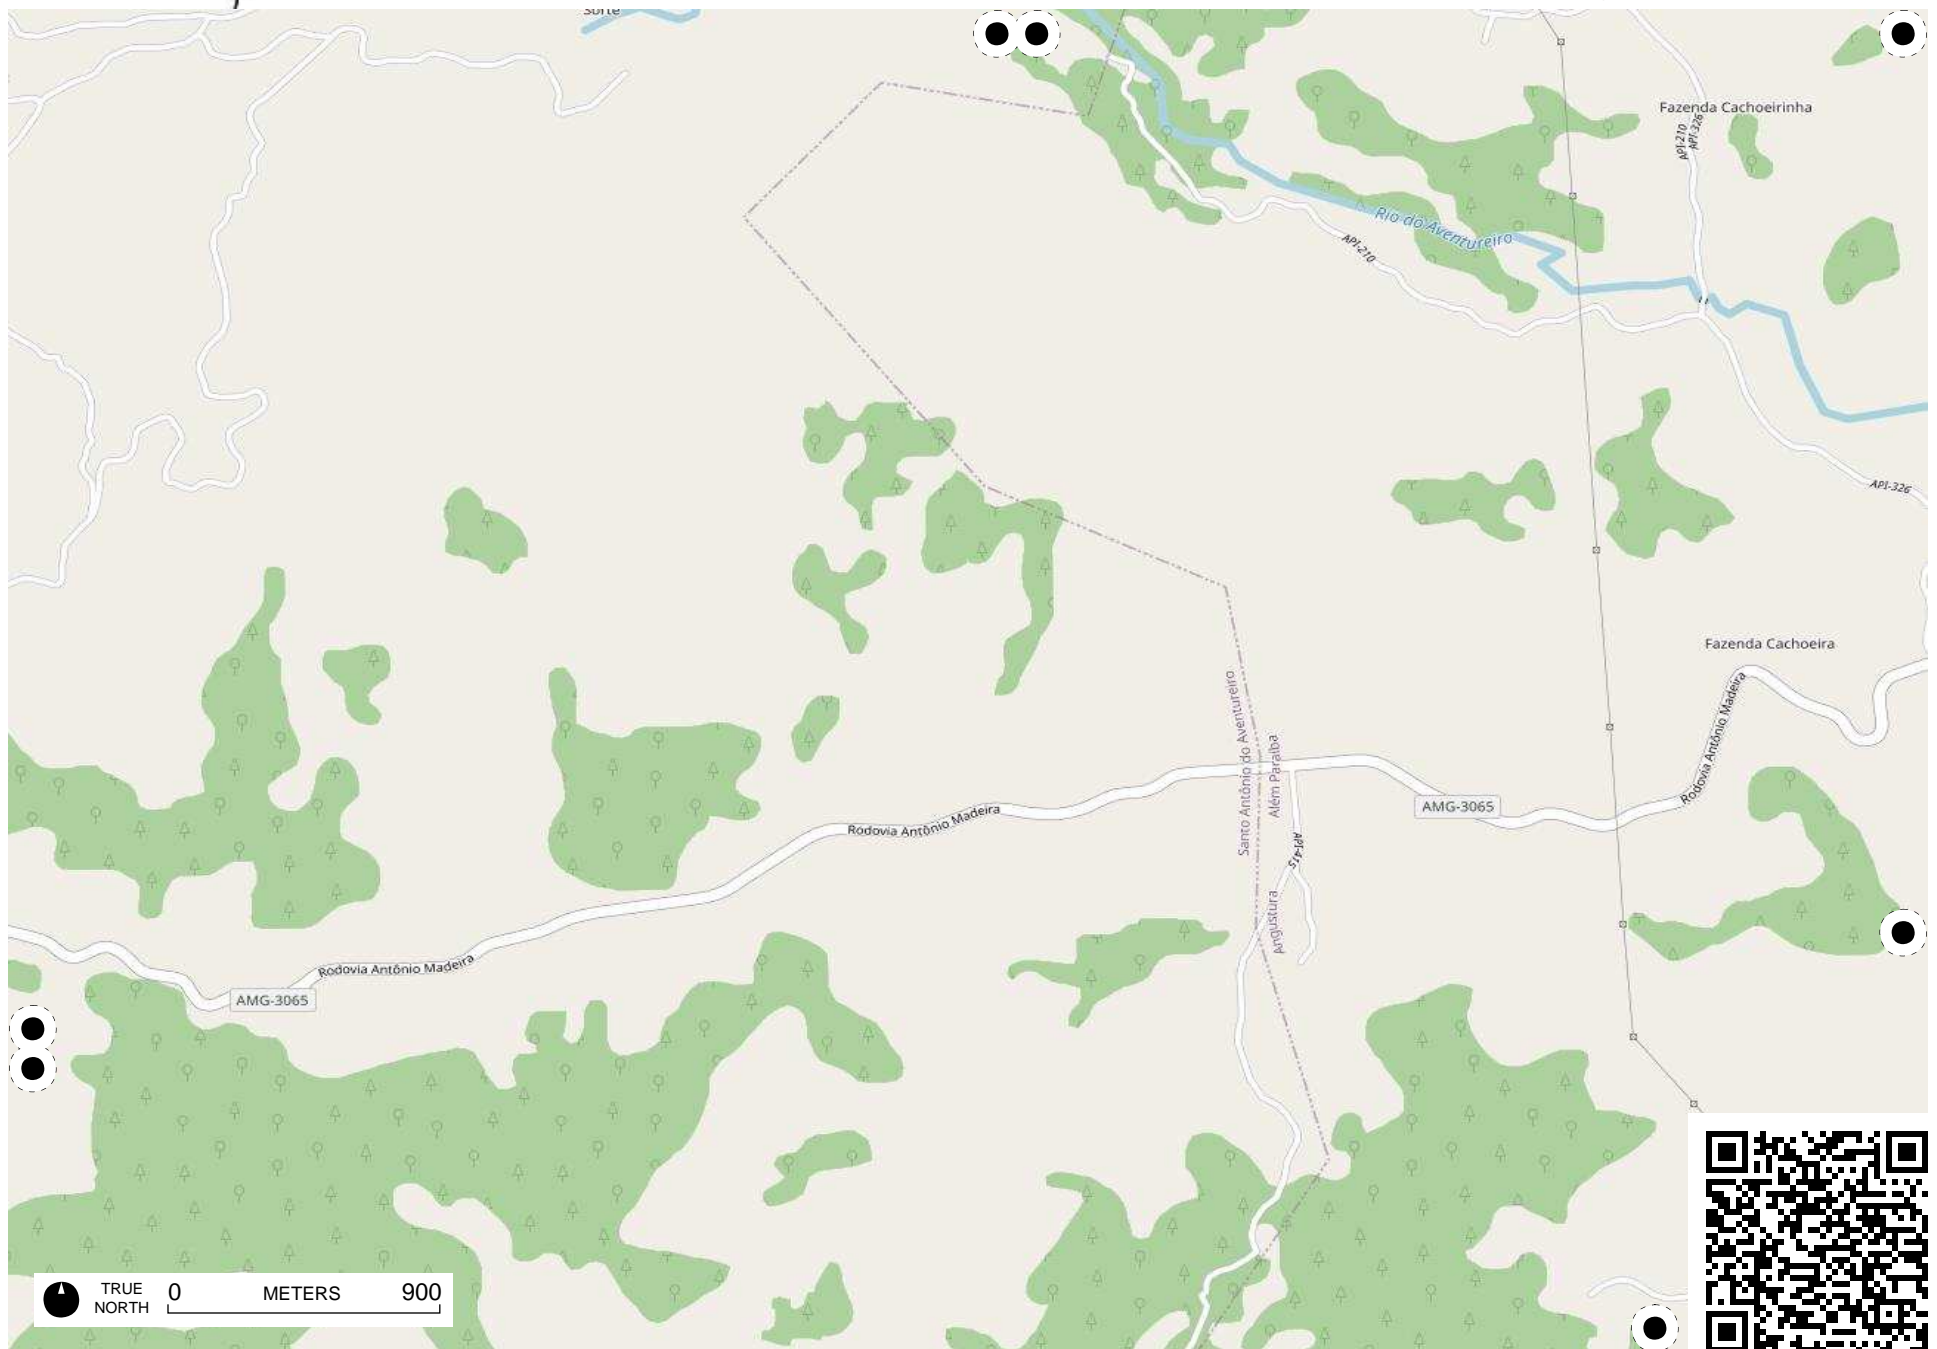 Sorte
Fazenda Cachoeirinha
API-210
API-326
Rio do Aventureiro
API-210
API-326
Fazenda Cachoeira
Rodovia Antônio Madeira
Santo Antônio do Aventureiro
Além Paraíba
AMG-3065
Rodovia Antônio Madeira
API-415
Angustura
Rodovia Antônio Madeira
AMG-3065
TRUE NORTH
0 METERS 900